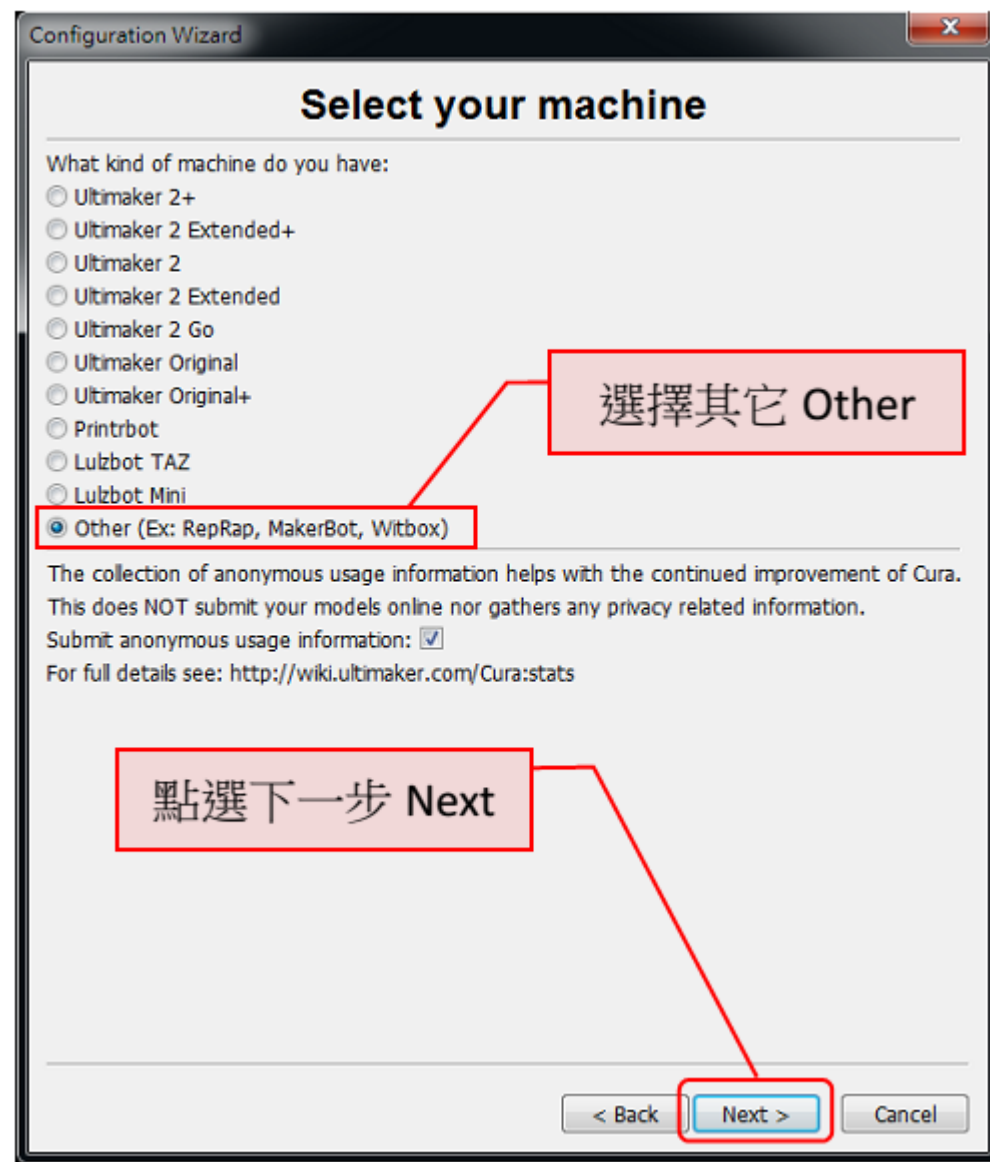 Configuration Wizard
Select your machine
What kind of machine do you have:
Ultimaker 2+
Ultimaker 2 Extended+
Ultimaker 2
Ultimaker 2 Extended
Ultimaker 2 Go
Ultimaker Original
Ultimaker Original+
Printrbot
Lulzbot TAZ
Lulzbot Mini
Other (Ex: RepRap, MakerBot, Witbox)
選擇其它 Other
The collection of anonymous usage information helps with the continued improvement of Cura.
This does NOT submit your models online nor gathers any privacy related information.
Submit anonymous usage information:
For full details see: http://wiki.ultimaker.com/Cura:stats
點選下一步 Next
< Back
Next >
Cancel